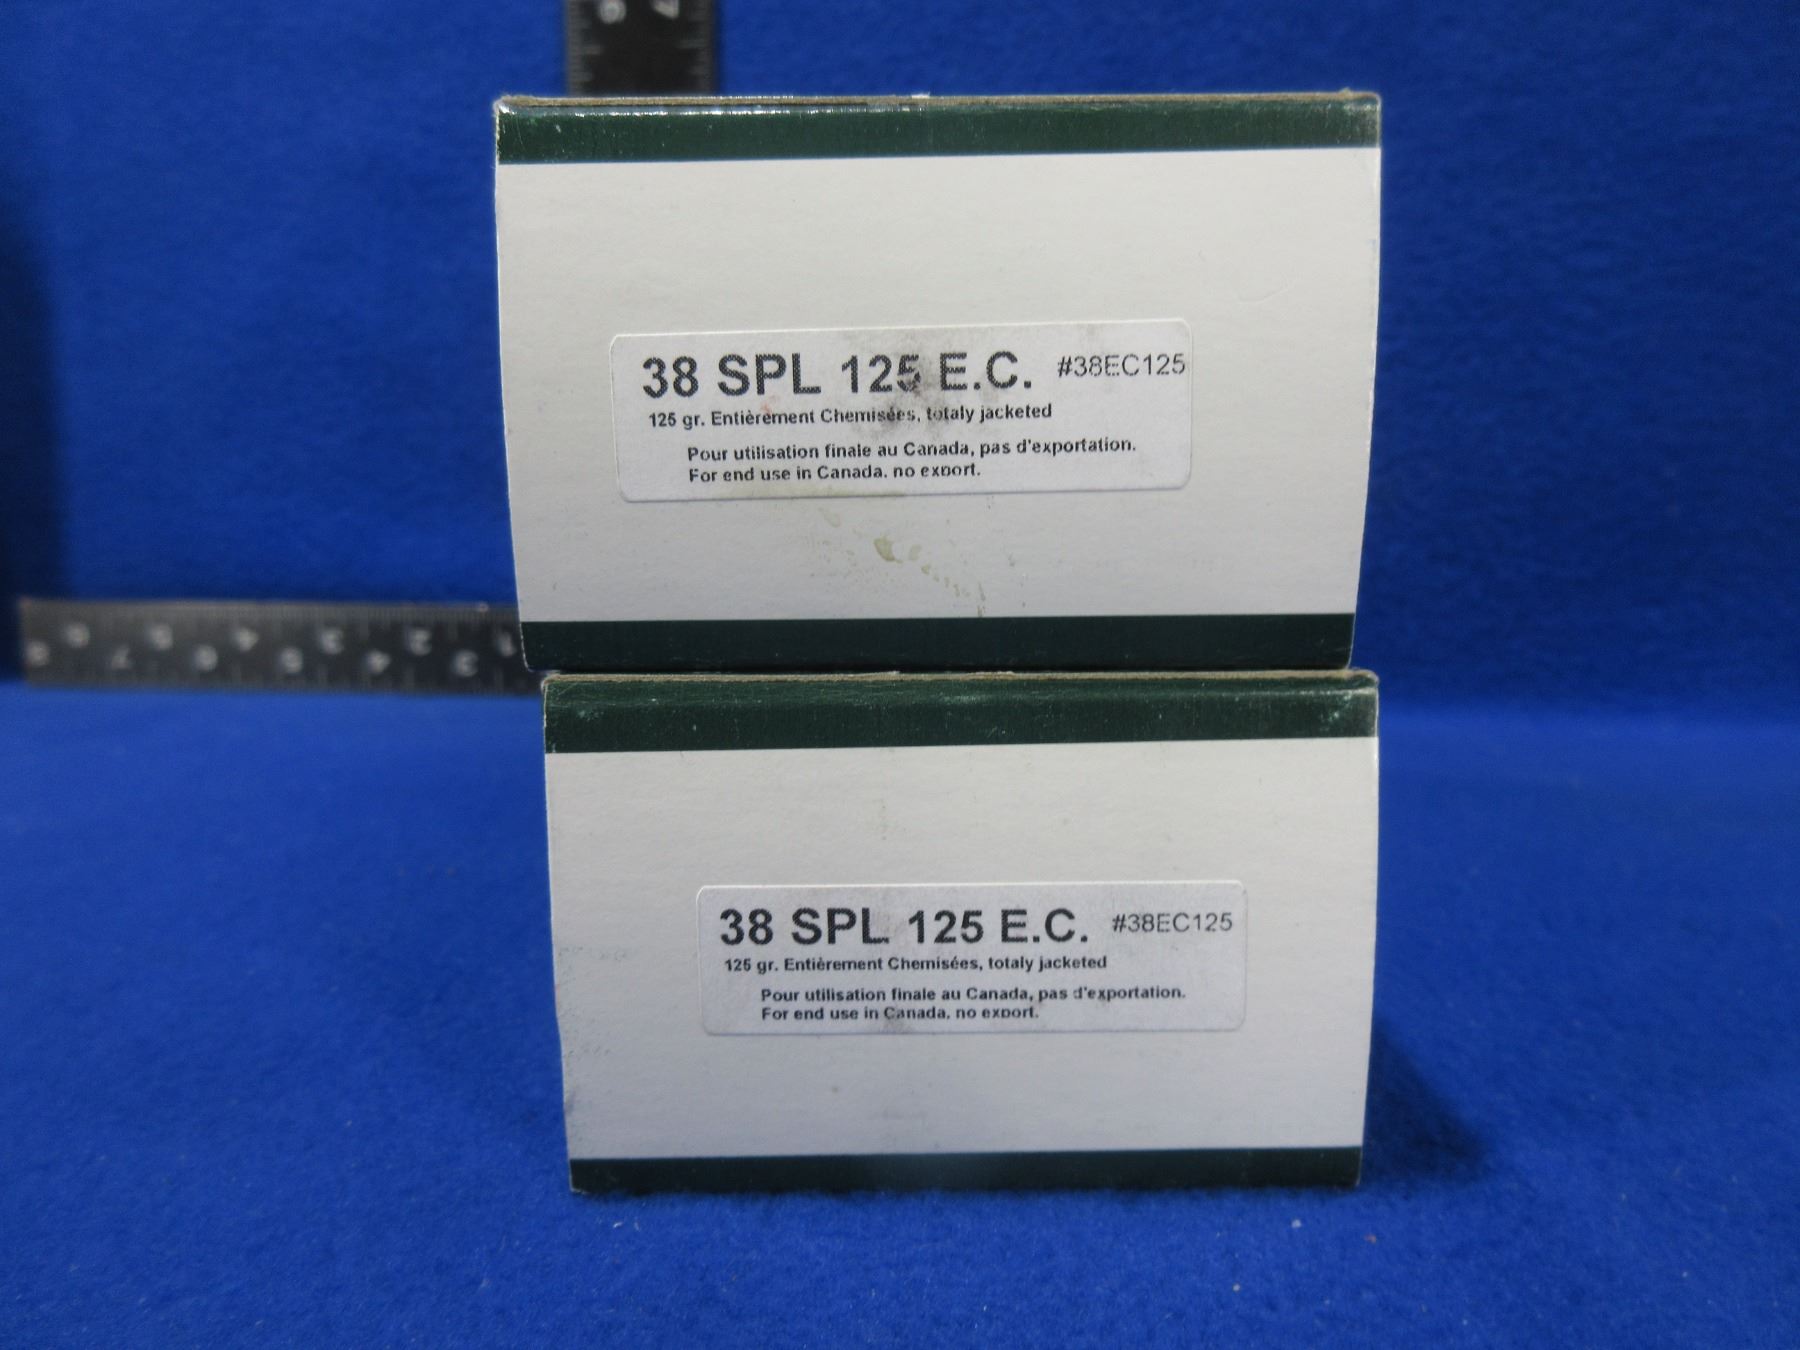 38 SPL 125 E.C. #38EC125
125 gr. Entièrement Chemisées, totaly jacketed
Pour utilisation finale au Canada, pas d'exportation.
For end use in Canada. no export.
38 SPL 125 E.C. #38EC125
125 gr. Entièrement Chemisées, totaly jacketed
Pour utilisation finale au Canada, pas d'exportation.
For end use in Canada. no export.